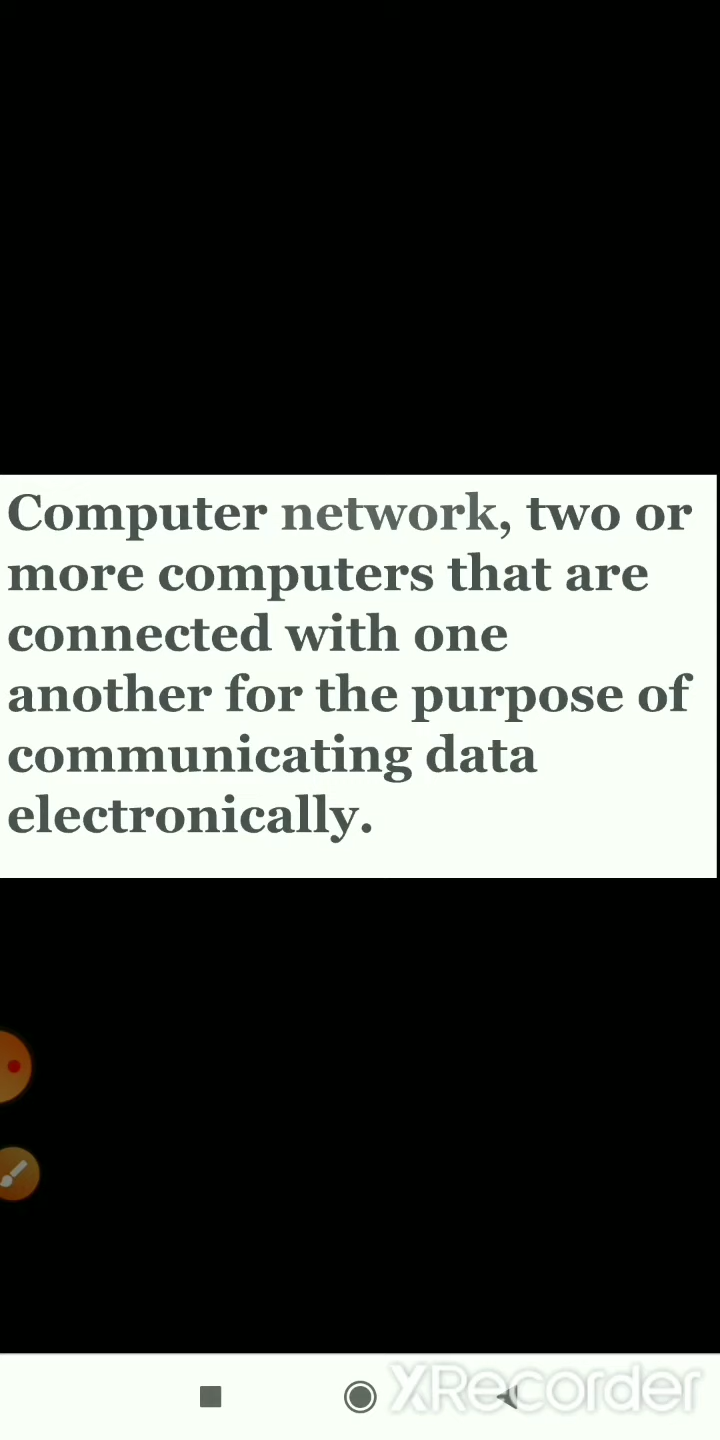 Computer network, two or
more computers that are
connected with one
another for the purpose of
communicating data
electronically.
XRecorder